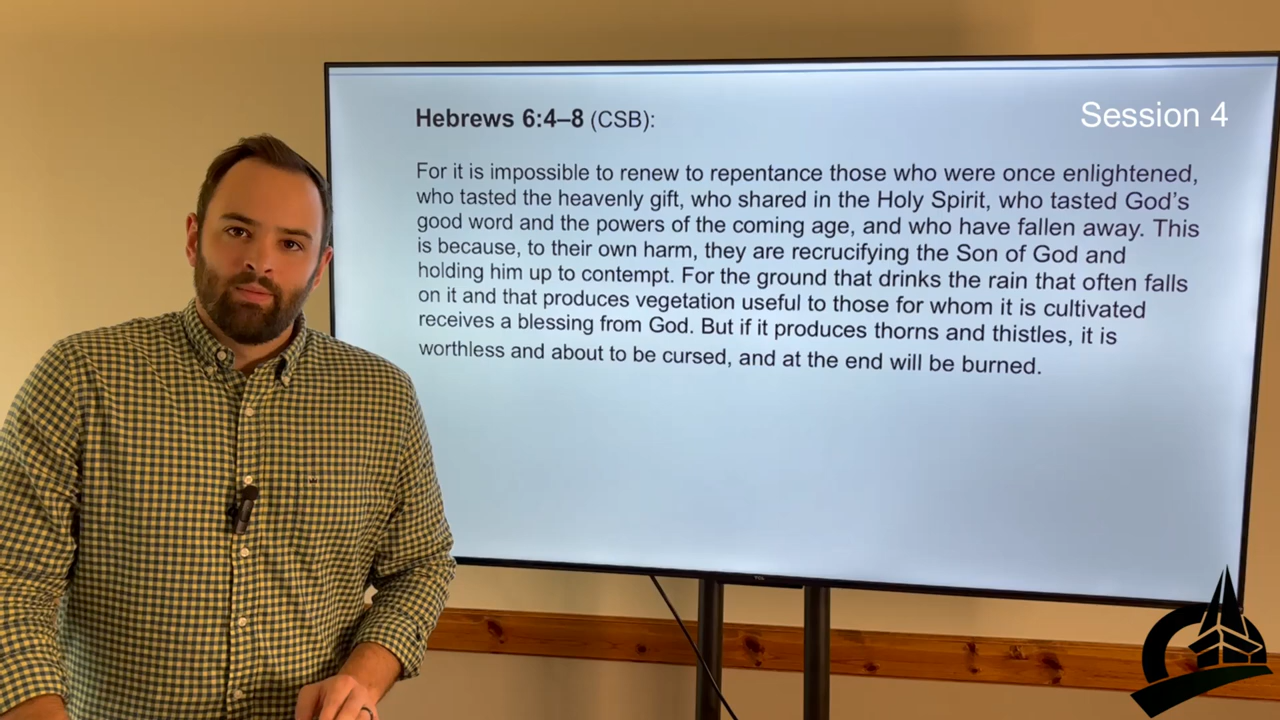 Hebrews 6:4–8 (CSB):
Session 4
For it is impossible to renew to repentance those who were once enlightened,
who tasted the heavenly gift, who shared in the Holy Spirit, who tasted God's
good word and the powers of the coming age, and who have fallen away. This
is because, to their own harm, they are recrucifying the Son of God and
holding him up to contempt. For the ground that drinks the rain that often falls
on it and that produces vegetation useful to those for whom it is cultivated
receives a blessing from God. But if it produces thorns and thistles, it is
worthless and about to be cursed, and at the end will be burned.
TCL